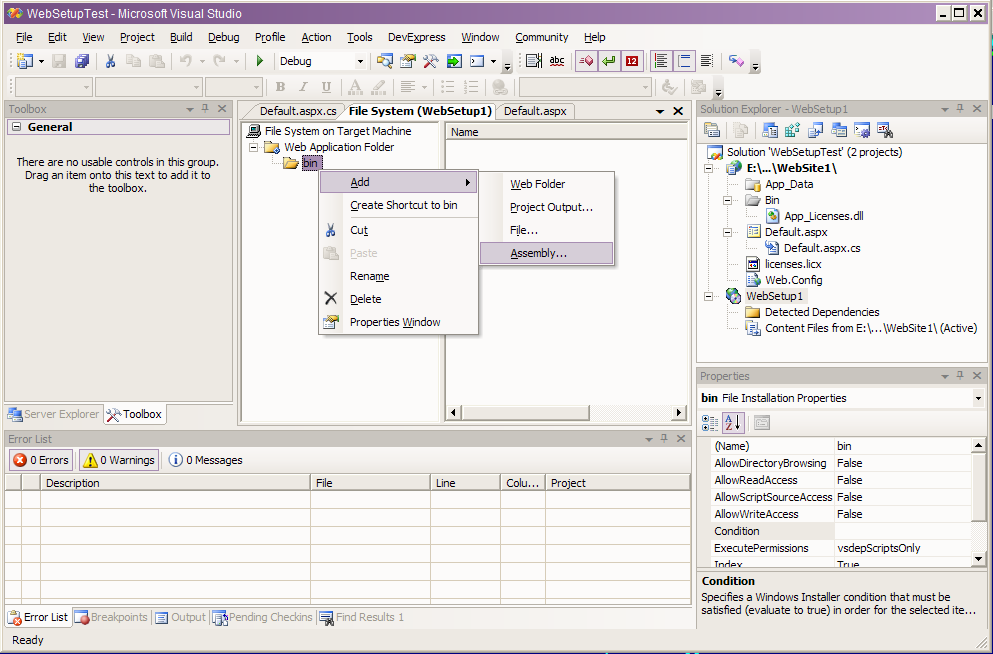 WebSetupTest - Microsoft Visual Studio
File Edit View Project Build Debug Profile Action Tools DevExpress Window Community Help
Debug abc 12
B I U A
Toolbox
General
There are no usable controls in this group.
Drag an item onto this text to add it to
the toolbox.
Server Explorer Toolbox
Default.aspx.cs File System (WebSetup1) Default.aspx
File System on Target Machine
Web Application Folder
bin
Name
Add
Create Shortcut to bin
Cut
Paste
Rename
Delete
Properties Window
Web Folder
Project Output...
File...
Assembly...
Solution Explorer - WebSetup1
Solution 'WebSetupTest' (2 projects)
E:\...\WebSite1\
App_Data
Bin
App_Licenses.dll
Default.aspx
Default.aspx.cs
licenses.licx
Web.Config
WebSetup1
Detected Dependencies
Content Files from E:\...\WebSite1\ (Active)
Properties
bin File Installation Properties
A Z
(Name) bin
AllowDirectoryBrowsing False
AllowReadAccess False
AllowScriptSourceAccess False
AllowWriteAccess False
Condition
ExecutePermissions vsdepScriptsOnly
Index True
Condition
Specifies a Windows Installer condition that must be
satisfied (evaluate to true) in order for the selected ite...
Error List
0 Errors 0 Warnings 0 Messages
Description File Line Colu... Project
Error List Breakpoints Output Pending Checkins Find Results 1
Ready